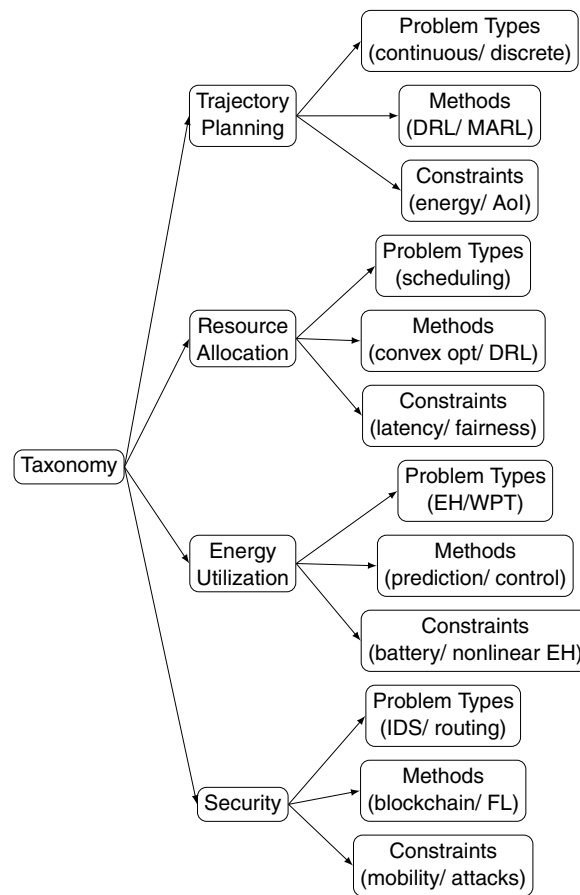 Taxonomy
Trajectory
Planning
Problem Types
(continuous/ discrete)
Methods
(DRL/ MARL)
Constraints
(energy/ AoI)
Resource
Allocation
Problem Types
(scheduling)
Methods
(convex opt/ DRL)
Constraints
(latency/ fairness)
Energy
Utilization
Problem Types
(EH/WPT)
Methods
(prediction/ control)
Constraints
(battery/ nonlinear EH)
Security
Problem Types
(IDS/ routing)
Methods
(blockchain/ FL)
Constraints
(mobility/ attacks)